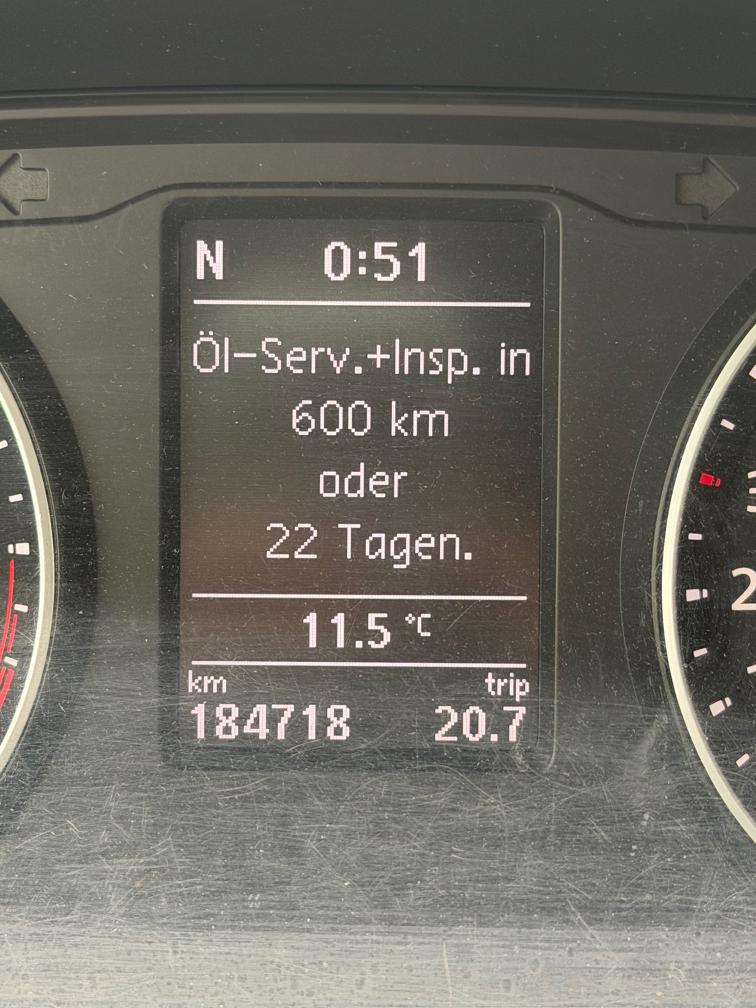 N 0:51
Öl-Serv.+Insp. in
600 km
oder
22 Tagen.
11.5 °C
km trip
184718 20.7